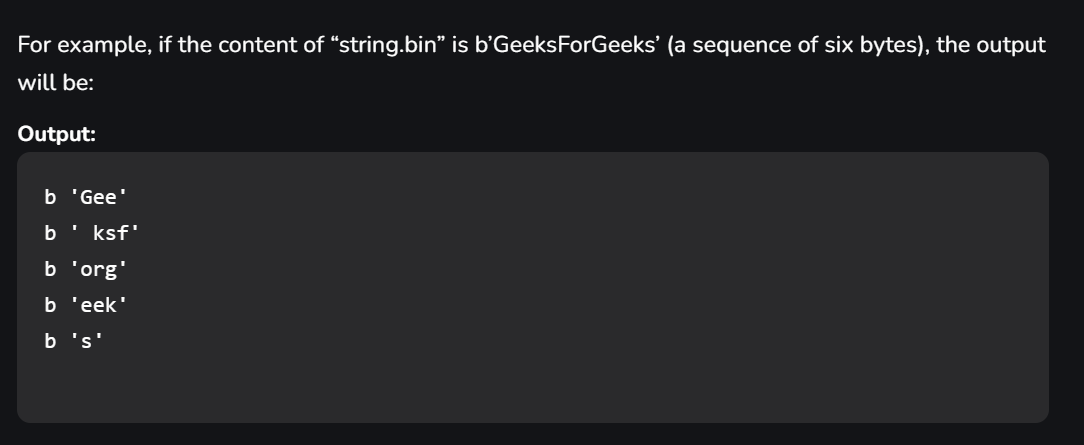 For example, if the content of “string.bin” is b’GeeksForGeeks’ (a sequence of six bytes), the output
will be:
Output:
b 'Gee'
b ' ksf'
b 'org'
b 'eek'
b 's'